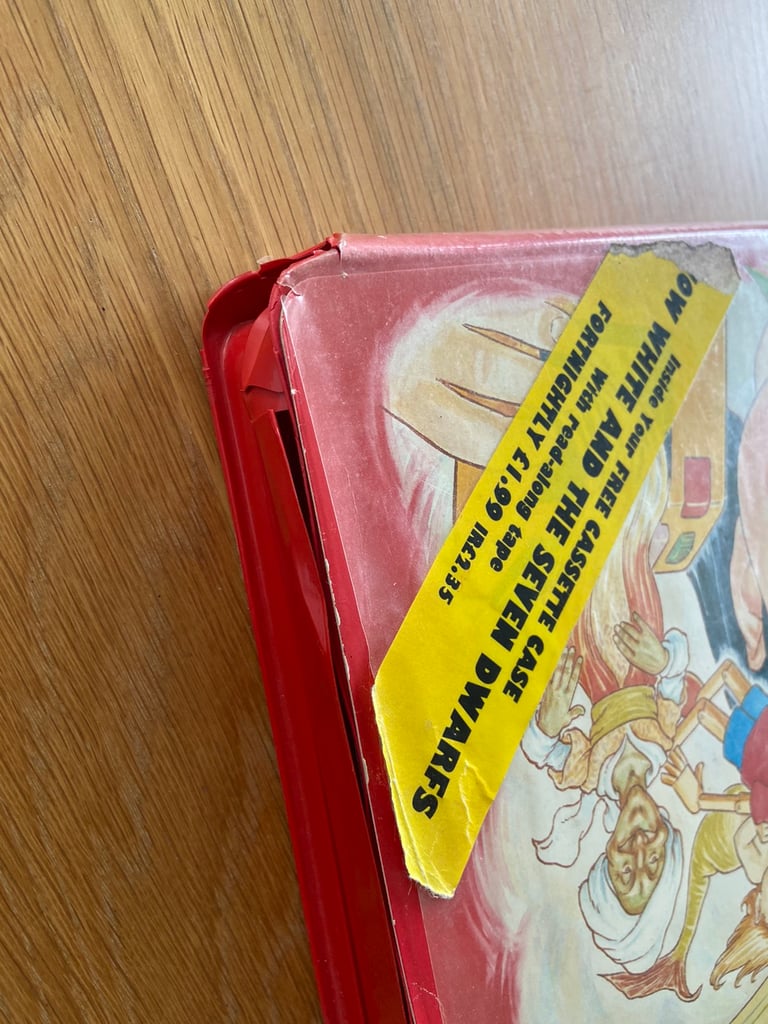 Inside Your FREE CASSETTE CASE
OW WHITE AND THE SEVEN DWARFS
with read-along tape
FORTNIGHTLY £1.99 IR£2.35